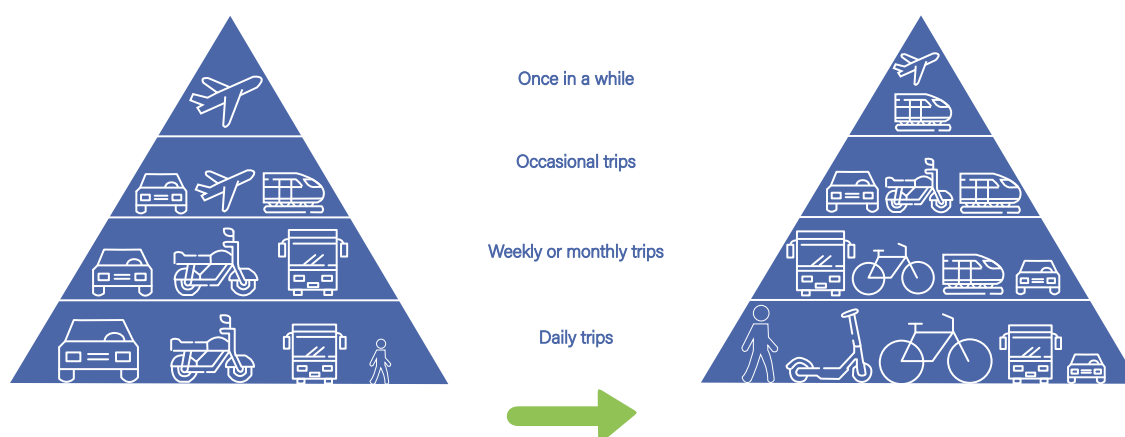 Once in a while
Occasional trips
Weekly or monthly trips
Daily trips